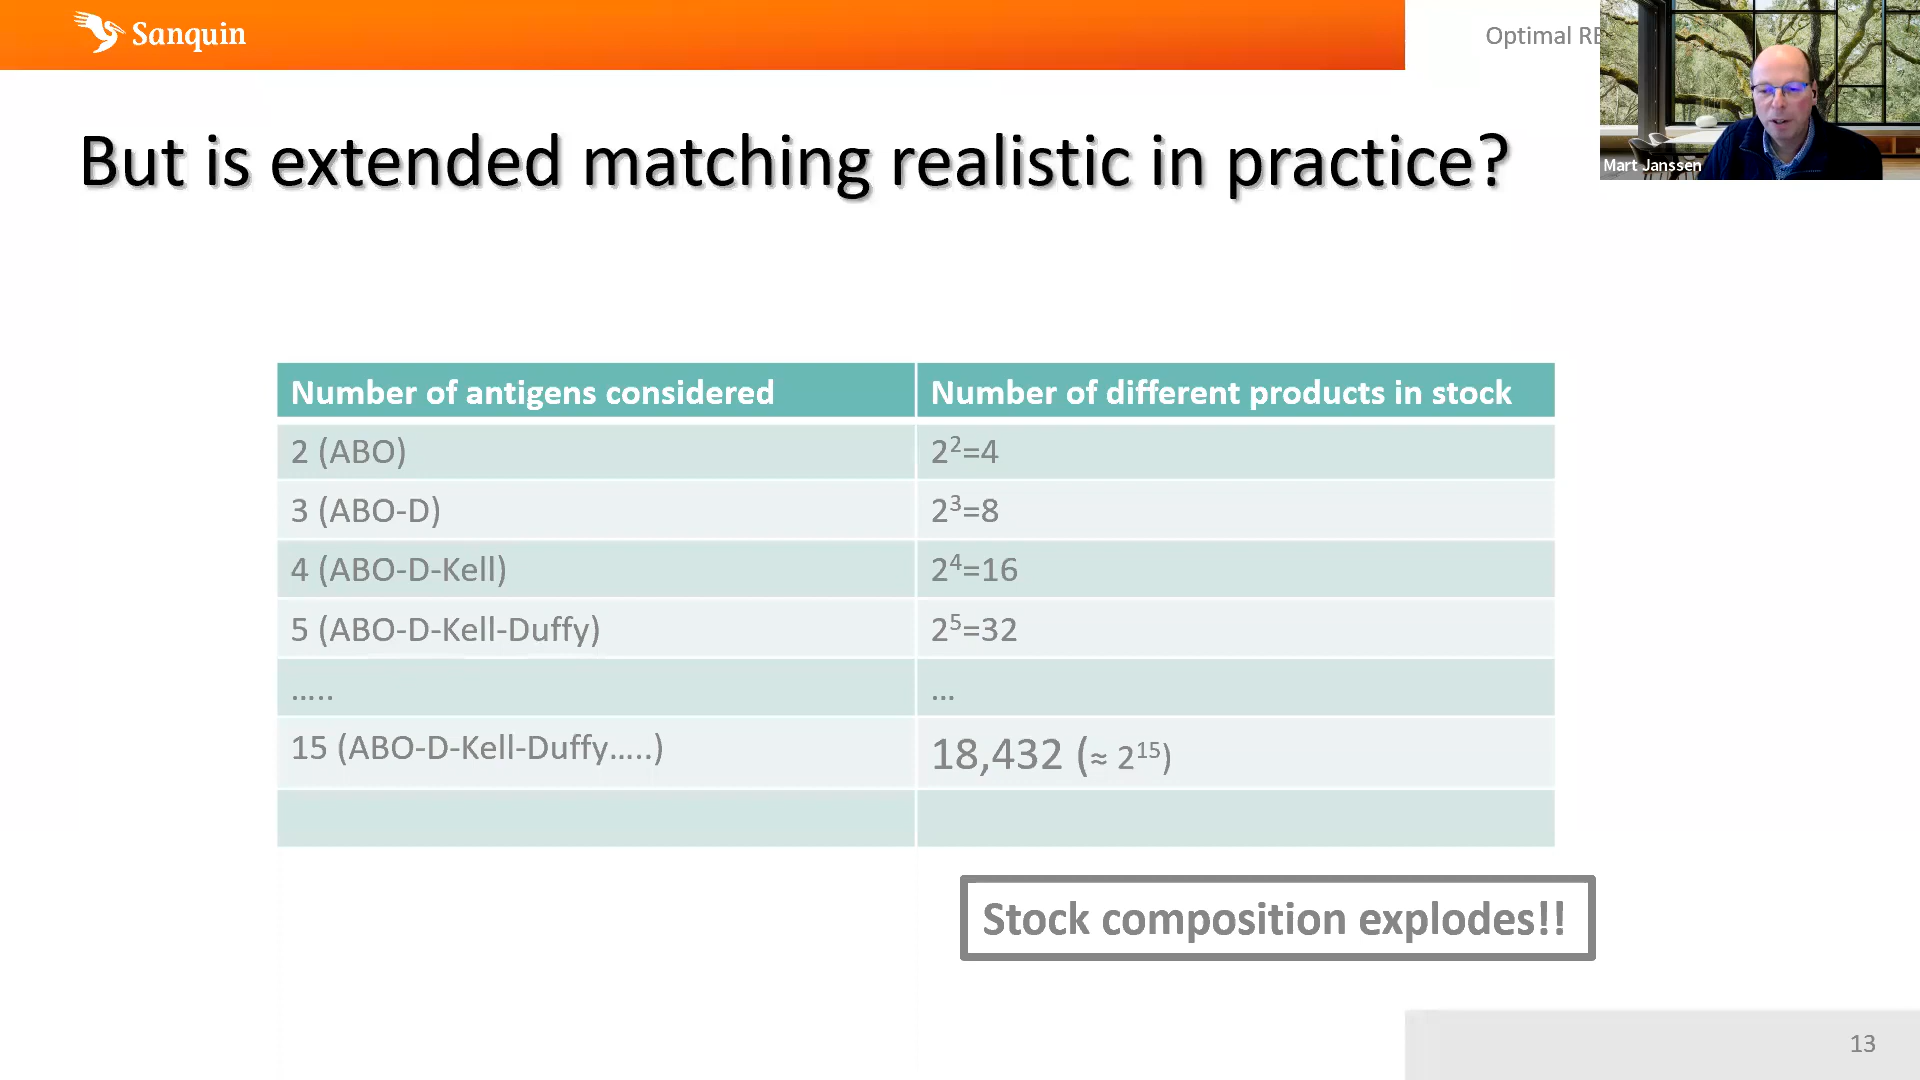 Sanquin
Optimal
Mart Janssen
But is extended matching realistic in practice?
Number of antigens considered Number of different products in stock
2 (ABO) 2²=4
3 (ABO-D) 2³=8
4 (ABO-D-Kell) 2⁴=16
5 (ABO-D-Kell-Duffy) 2⁵=32
..... ...
15 (ABO-D-Kell-Duffy.....) 18,432 (≈ 2¹⁵)
Stock composition explodes!!
13